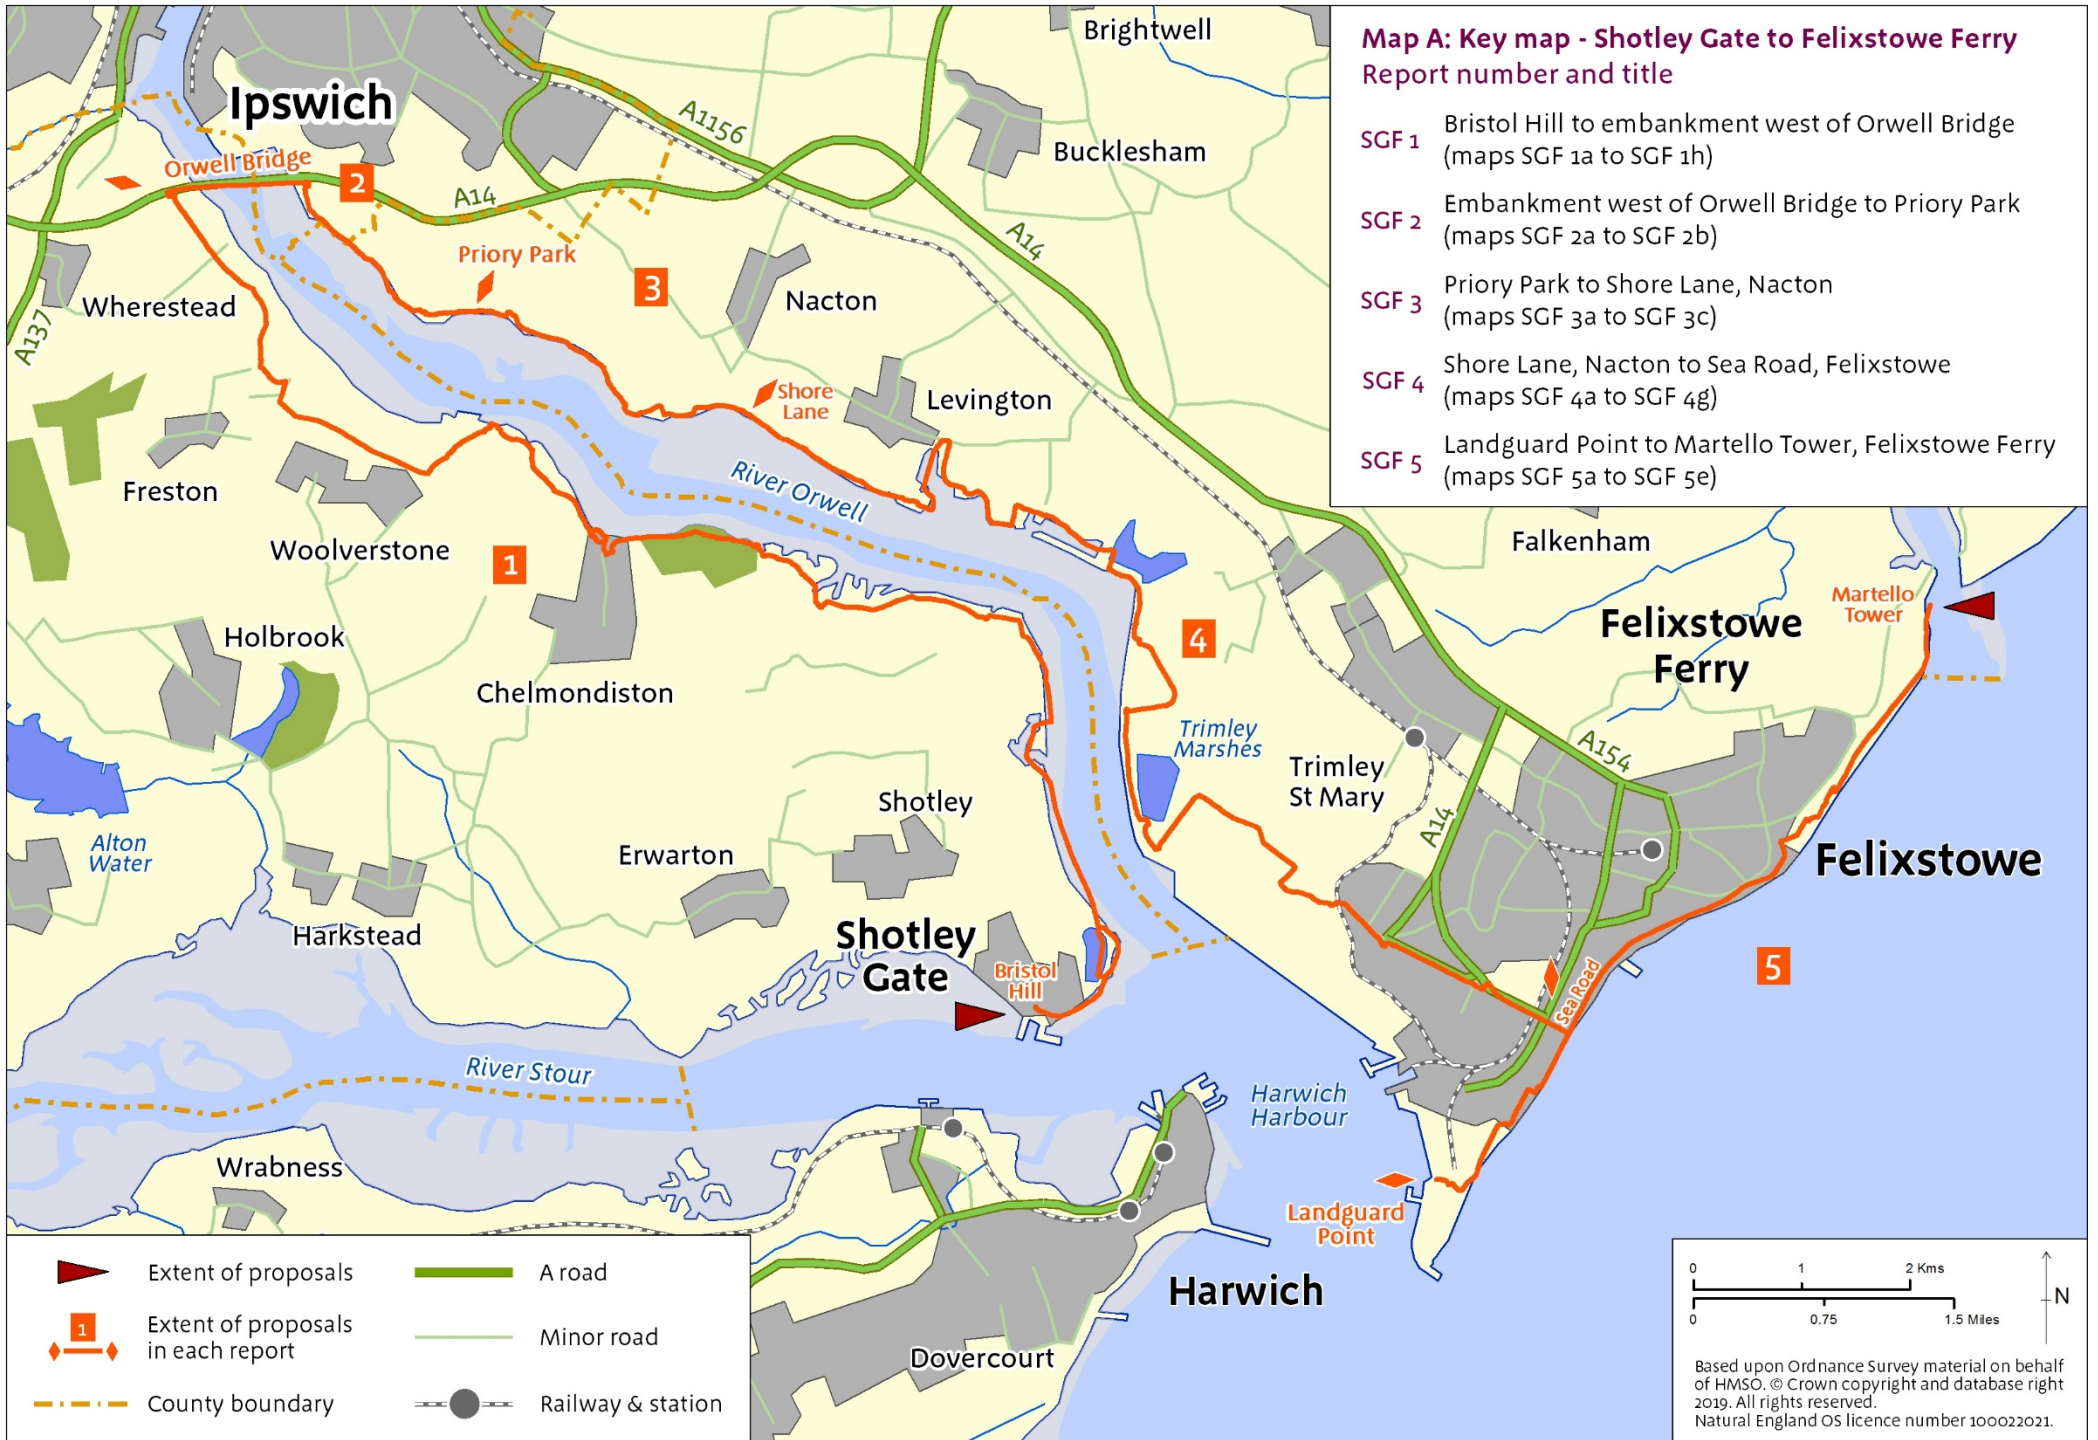 Brightwell
Map A: Key map - Shotley Gate to Felixstowe Ferry
Report number and title
SGF 1
Bristol Hill to embankment west of Orwell Bridge
(maps SGF 1a to SGF 1h)
SGF 2
Embankment west of Orwell Bridge to Priory Park
(maps SGF 2a to SGF 2b)
SGF 3
Priory Park to Shore Lane, Nacton
(maps SGF 3a to SGF 3c)
SGF 4
Shore Lane, Nacton to Sea Road, Felixstowe
(maps SGF 4a to SGF 4g)
SGF 5
Landguard Point to Martello Tower, Felixstowe Ferry
(maps SGF 5a to SGF 5e)
Ipswich
A1156
Bucklesham
Orwell Bridge
2
A14
A14
Priory Park
3
Nacton
Wherestead
A137
Shore
Lane
Levington
Freston
River Orwell
Woolverstone
1
Falkenham
Martello
Tower
Felixstowe
Ferry
4
Holbrook
Chelmondiston
Trimley
Marshes
Trimley
St Mary
A154
A14
Shotley
Alton
Water
Erwarton
Felixstowe
Harkstead
Shotley
Gate
Bristol
Hill
5
Sea Road
River Stour
Harwich
Harbour
Wrabness
Landguard
Point
Harwich
Dovercourt
Extent of proposals
1
Extent of proposals
in each report
County boundary
A road
Minor road
Railway & station
0 1 2 Kms
0 0.75 1.5 Miles
N
Based upon Ordnance Survey material on behalf
of HMSO. © Crown copyright and database right
2019. All rights reserved.
Natural England OS licence number 100022021.